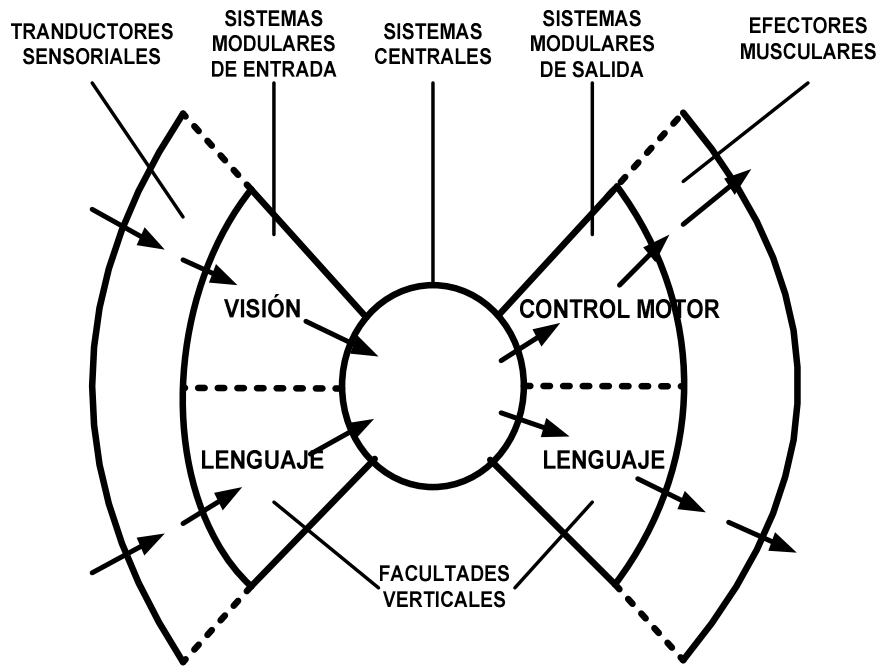 TRANDUCTORES
SENSORIALES
SISTEMAS
MODULARES
DE ENTRADA
SISTEMAS
CENTRALES
SISTEMAS
MODULARES
DE SALIDA
EFECTORES
MUSCULARES
VISIÓN
CONTROL MOTOR
LENGUAJE
LENGUAJE
FACULTADES
VERTICALES